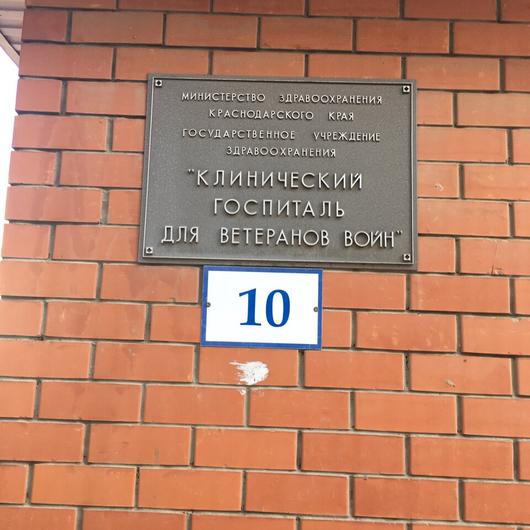 МИНИСТЕРСТВО ЗДРАВООХРАНЕНИЯ
КРАСНОДАРСКОГО КРАЯ
ГОСУДАРСТВЕННОЕ УЧРЕЖДЕНИЕ
ЗДРАВООХРАНЕНИЯ
"КЛИНИЧЕСКИЙ
ГОСПИТАЛЬ
ДЛЯ ВЕТЕРАНОВ ВОЙН"
10